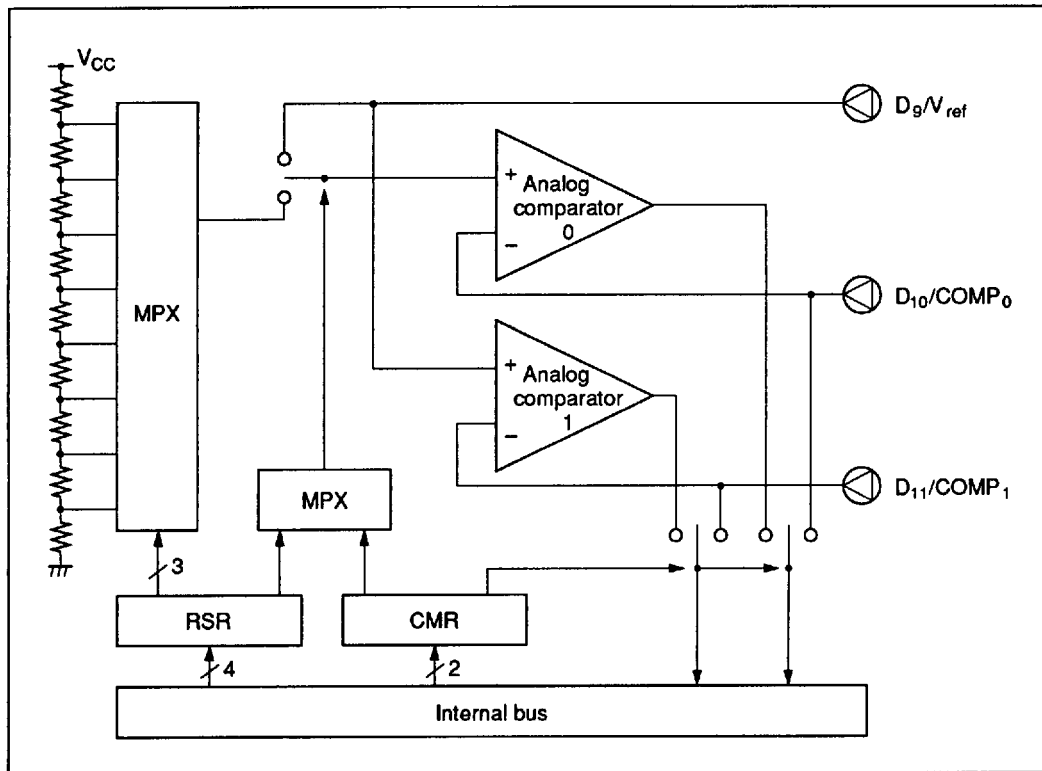 V_CC
D_9/V_ref
+
Analog
comparator
0
−
MPX
D_10/COMP_0
+
Analog
comparator
1
−
MPX
D_11/COMP_1
3
RSR
CMR
4
2
Internal bus